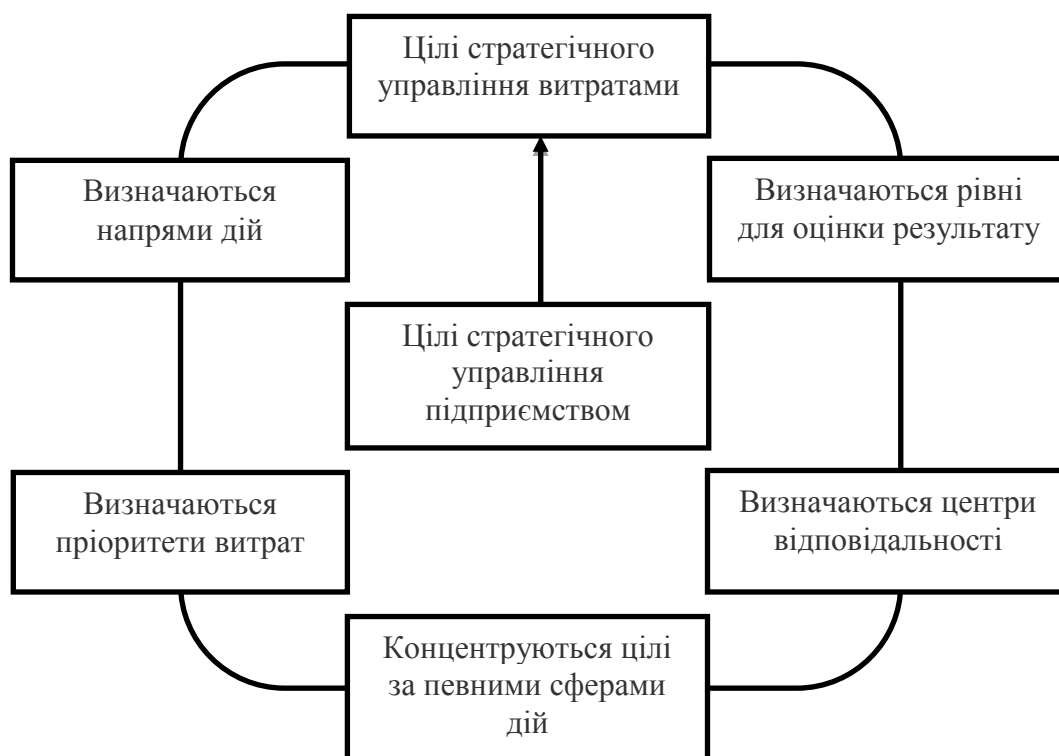 Цілі стратегічного
управління витратами
Визначаються
напрями дій
Визначаються рівні
для оцінки результату
Цілі стратегічного
управління
підприємством
Визначаються
пріоритети витрат
Визначаються центри
відповідальності
Концентруються цілі
за певними сферами
дій